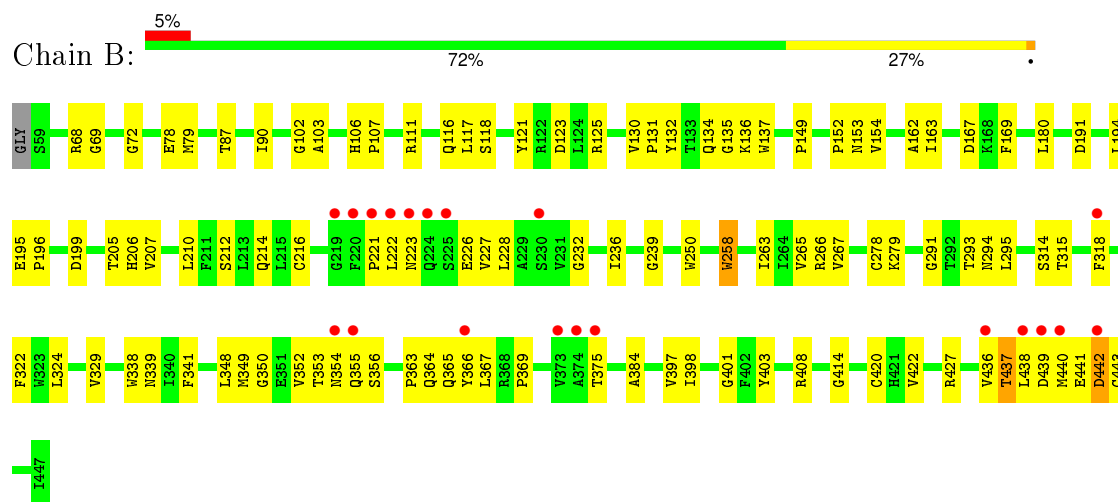 5%
Chain B:
72% 27% •
GLY S59 R68 G69 G72 E78 M79 T87 I90 G102 A103 H106 P107 R111 Q116 L117 S118 Y121 R122 D123 L124 R125 V130 P131 Y132 T133 Q134 G135 K136 W137 P149 P152 N153 V154 A162 I163 D167 K168 F169 L180 D191 L194
E195 P196 D199 T205 H206 V207 L210 F211 S212 L213 Q214 L215 C216 G219 F220 P221 L222 N223 Q224 S225 E226 V227 L228 A229 S230 V231 G232 I236 G239 W250 W258 I263 I264 V265 R266 V267 C278 K279 G291 T292 T293 N294 L295 S314 T315 F318
F322 W323 L324 V329 W338 N339 I340 F341 L348 M349 G350 E351 V352 T353 N354 Q355 S356 P363 Q364 Q365 Y366 L367 R368 P369 V373 A374 T375 A384 V397 I398 G401 F402 Y403 R408 G414 C420 H421 V422 R427 V436 T437 L438 D439 M440 E441 D442 C443
I447